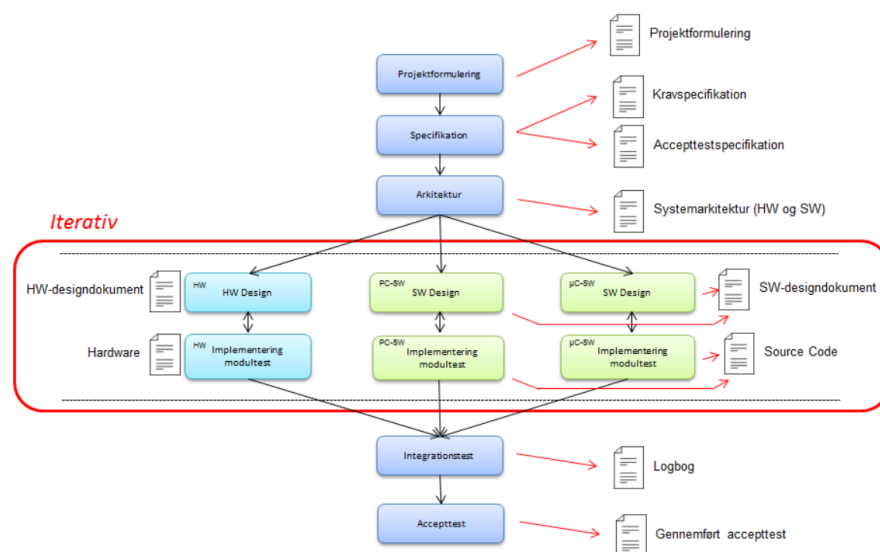 Projektformulering
Projektformulering
Kravspecifikation
Specifikation
Accepttestspecifikation
Arkitektur
Systemarkitektur (HW og SW)
Iterativ
HW-designdokument
HW
HW Design
PC-SW
SW Design
µC-SW
SW Design
SW-designdokument
Hardware
HW
Implementering
modultest
PC-SW
Implementering
modultest
µC-SW
Implementering
modultest
Source Code
Integrationstest
Logbog
Accepttest
Gennemført accepttest